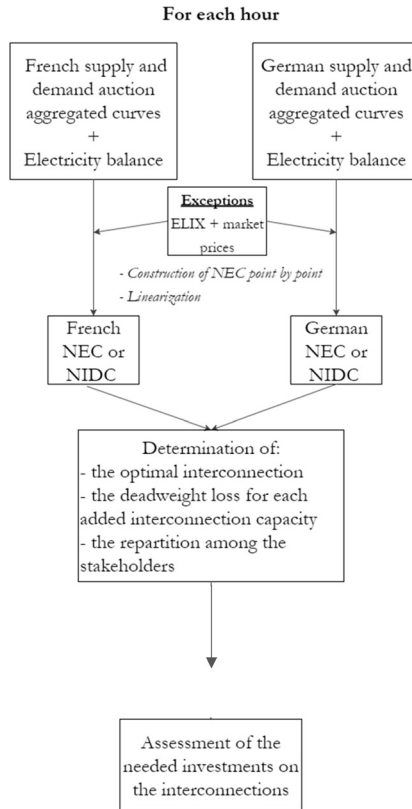 For each hour
French supply and
demand auction
aggregated curves
+
Electricity balance
German supply and
demand auction
aggregated curves
+
Electricity balance
Exceptions
ELIX + market
prices
- Construction of NEC point by point
- Linearization
French
NEC or
NIDC
German
NEC or
NIDC
Determination of:
- the optimal interconnection
- the deadweight loss for each
added interconnection capacity
- the repartition among the
stakeholders
Assessment of the
needed investments on
the interconnections